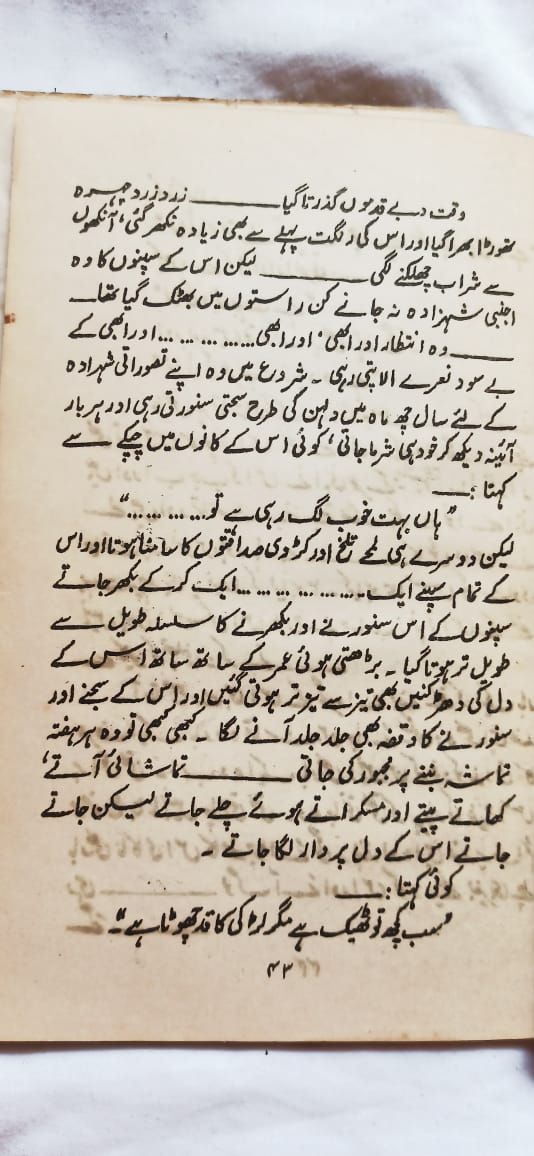 وقت دبے قدموں گذرتا گیا ـــــــــ زرد زرد چہرہ
تھوڑا بھرا گیا اور اس کی رنگت پہلے سے بھی زیادہ نکھر گئی، آنکھوں
سے شراب چھلکنے لگی ـــــــــ لیکن اس کے سپنوں کا وہ
اجنبی شہزادہ نہ جانے کن راستوں میں بھٹک گیا تھا۔
ـــــــــ وہ انتظار اور ابھی، اور ابھی ............ اور ابھی کے
بے سود نعرے الاپتی رہی۔ شروع میں وہ اپنے تصوراتی شہزادہ
کے لئے سال چھ ماہ میں دلہن کی طرح سجتی سنورتی رہی اور ہر بار
آئینہ دیکھ کر خود ہی شرما جاتی، کوئی اس کے کانوں میں چپکے سے
کہتا:ــــ
"ہاں بہت خوب لگ رہی ہے تو ............"
لیکن دوسرے ہی لمحے تلخ اور کڑوی صداقتوں کا سامنا ہوتا اور اس
کے تمام سپنے ایک .................. ایک کر کے بکھر جاتے
سپنوں کے اس سنورنے اور بکھرنے کا سلسلہ طویل سے
طویل تر ہوتا گیا۔ بڑھتی ہوئی عمر کے ساتھ ساتھ اس کے
دل کی دھڑکنیں بھی تیز سے تیز تر ہوتی گئیں اور اس کے سجنے اور
سنورنے کا وقفہ بھی جلد جلد آنے لگا۔ کبھی کبھی تو وہ ہر ہفتہ
تماشہ بننے پر مجبور کی جاتی ـــــــــ تماشائی آتے،
کھاتے پیتے اور مسکراتے ہوئے چلے جاتے لیکن جاتے
جاتے اس کے دل پر وار لگا جاتے۔
کوئی کہتا:ــــ
"سب کچھ تو ٹھیک ہے مگر لڑکی کا قد چھوٹا ہے"۔
۴۳